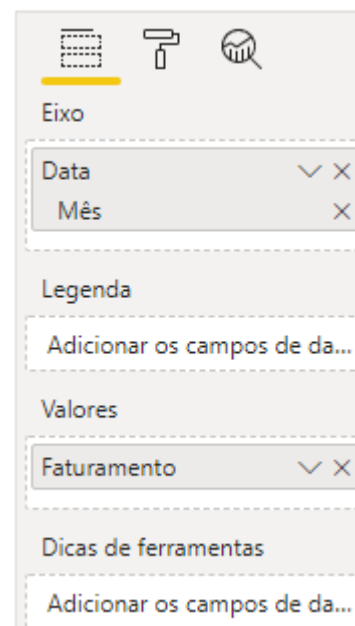 Eixo
Data
Mês
Legenda
Adicionar os campos de da...
Valores
Faturamento
Dicas de ferramentas
Adicionar os campos de da...